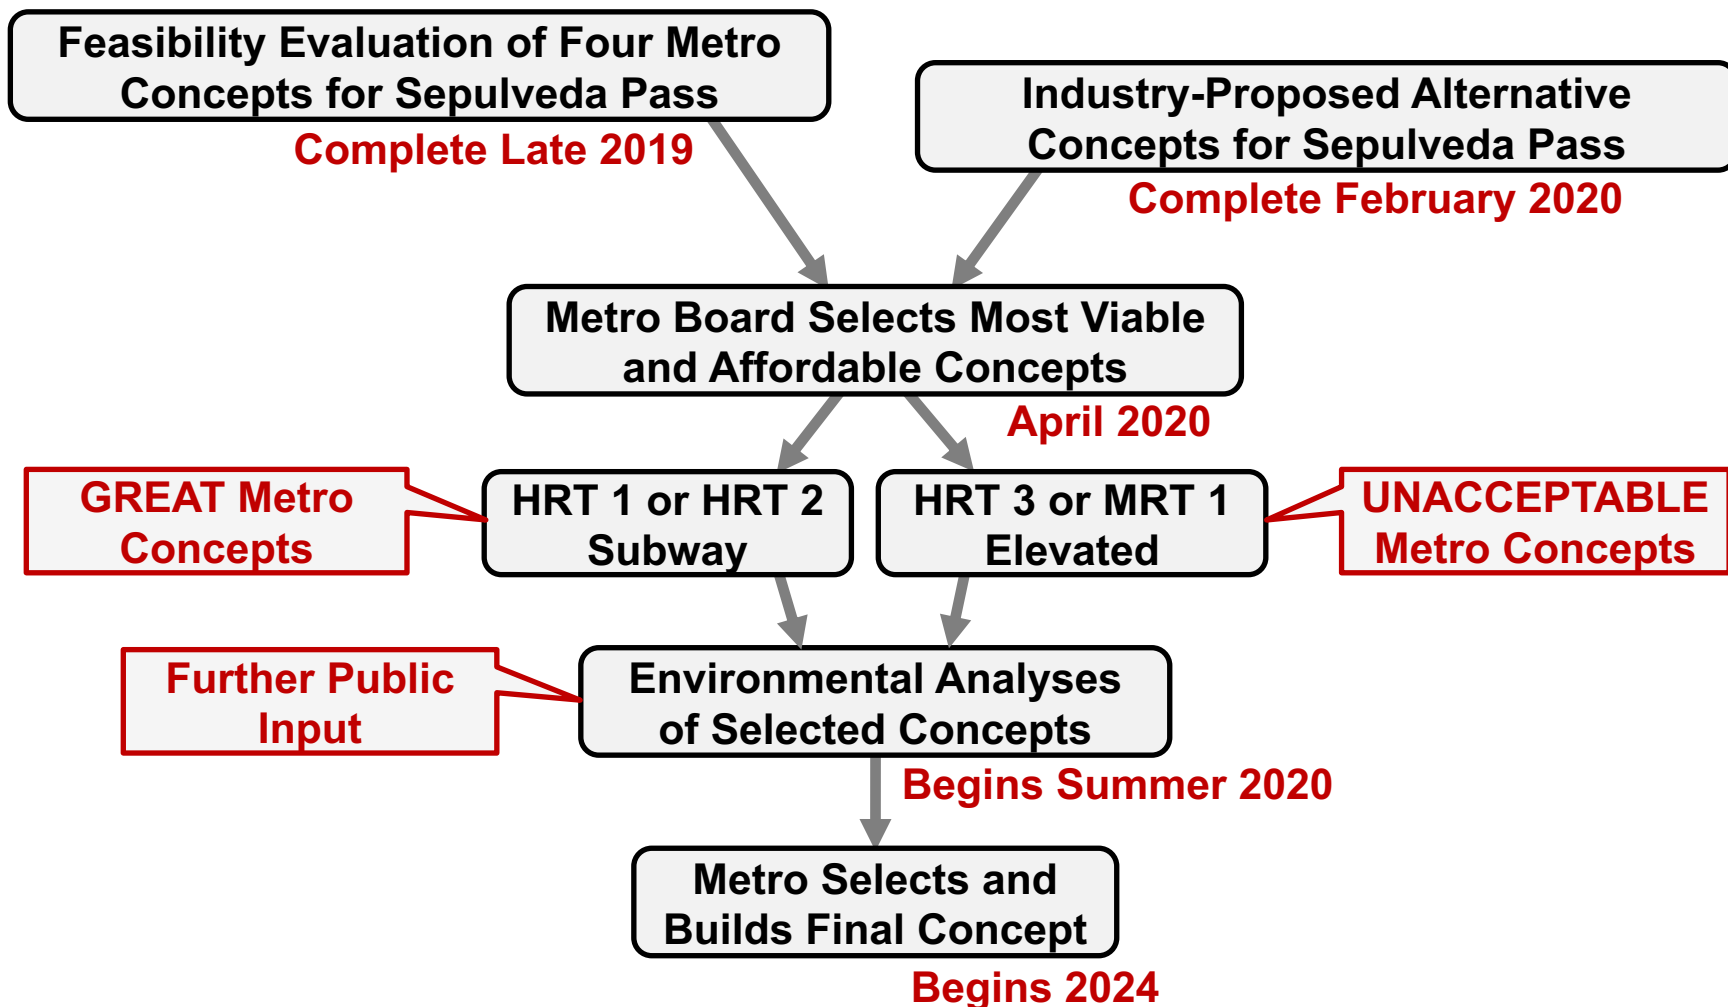 Feasibility Evaluation of Four Metro
Concepts for Sepulveda Pass
Complete Late 2019
Industry-Proposed Alternative
Concepts for Sepulveda Pass
Complete February 2020
Metro Board Selects Most Viable
and Affordable Concepts
April 2020
GREAT Metro
Concepts
HRT 1 or HRT 2
Subway
HRT 3 or MRT 1
Elevated
UNACCEPTABLE
Metro Concepts
Further Public
Input
Environmental Analyses
of Selected Concepts
Begins Summer 2020
Metro Selects and
Builds Final Concept
Begins 2024